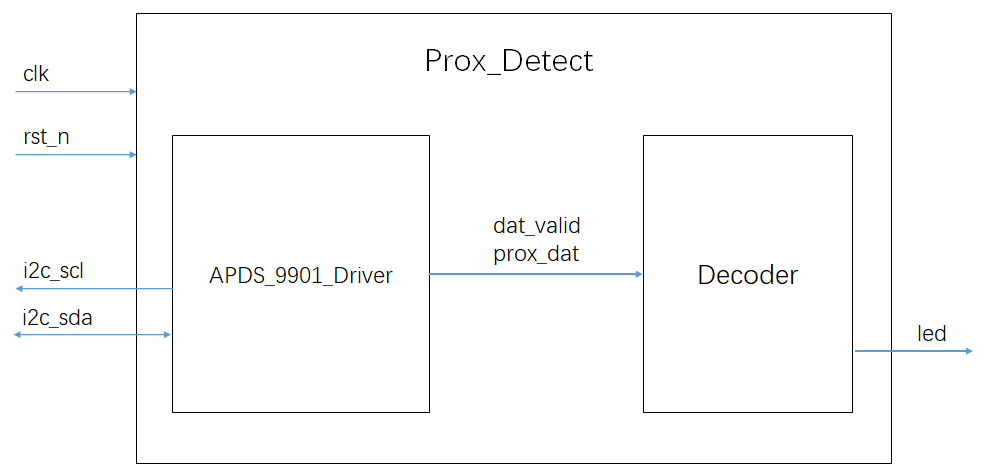 Prox_Detect
clk
rst_n
i2c_scl
i2c_sda
APDS_9901_Driver
dat_valid
prox_dat
Decoder
led